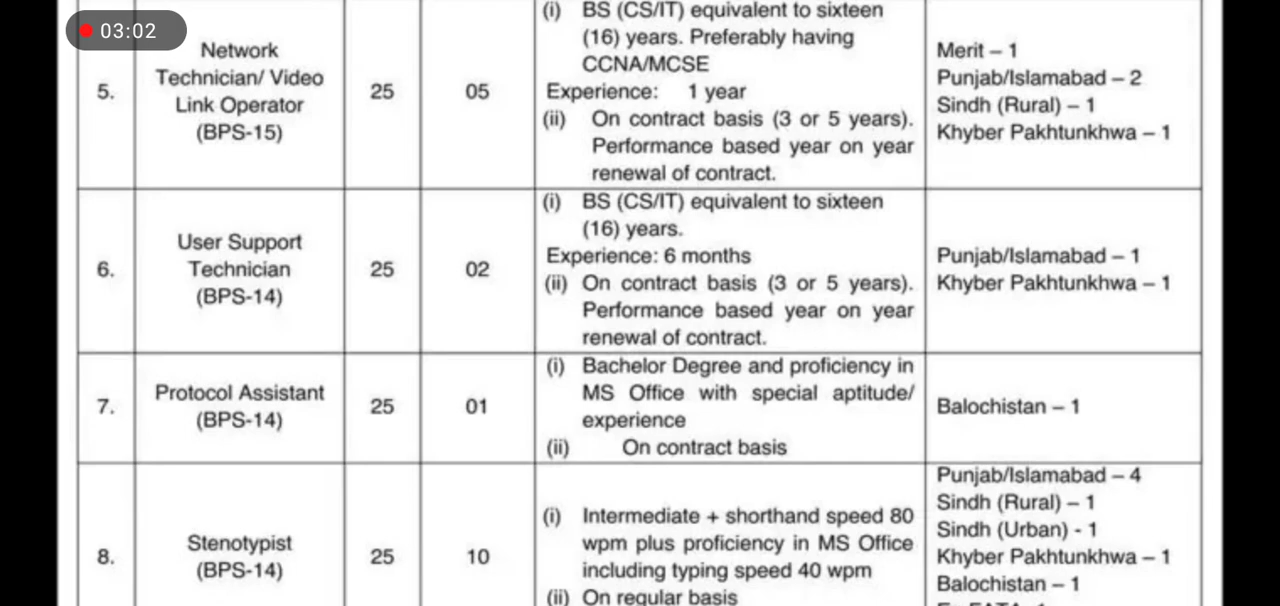 03:02
5.
Network
Technician/ Video
Link Operator
(BPS-15)
25
05
(i) BS (CS/IT) equivalent to sixteen
(16) years. Preferably having
CCNA/MCSE
Experience: 1 year
(ii) On contract basis (3 or 5 years).
Performance based year on year
renewal of contract.
Merit – 1
Punjab/Islamabad – 2
Sindh (Rural) – 1
Khyber Pakhtunkhwa – 1
6.
User Support
Technician
(BPS-14)
25
02
(i) BS (CS/IT) equivalent to sixteen
(16) years.
Experience: 6 months
(ii) On contract basis (3 or 5 years).
Performance based year on year
renewal of contract.
Punjab/Islamabad – 1
Khyber Pakhtunkhwa – 1
7.
Protocol Assistant
(BPS-14)
25
01
(i) Bachelor Degree and proficiency in
MS Office with special aptitude/
experience
(ii) On contract basis
Balochistan – 1
8.
Stenotypist
(BPS-14)
25
10
(i) Intermediate + shorthand speed 80
wpm plus proficiency in MS Office
including typing speed 40 wpm
(ii) On regular basis
Punjab/Islamabad – 4
Sindh (Rural) – 1
Sindh (Urban) - 1
Khyber Pakhtunkhwa – 1
Balochistan – 1